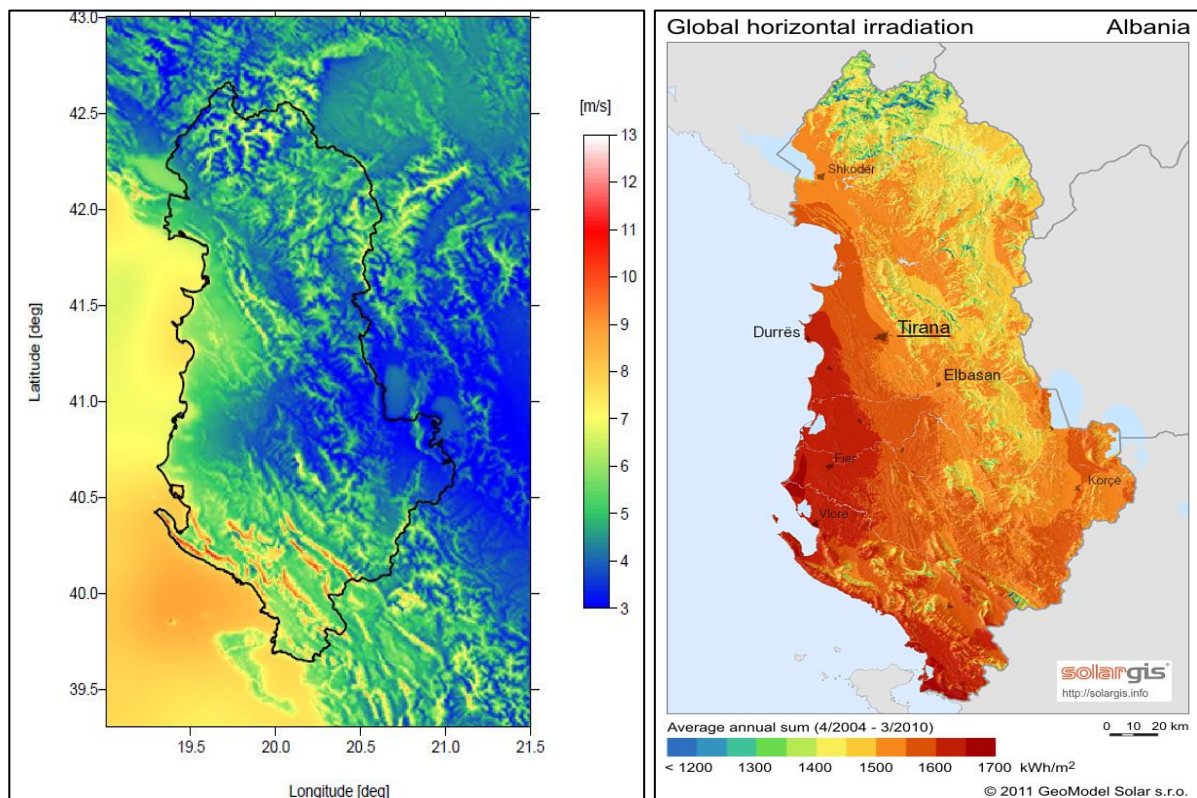 43.0
42.5
42.0
41.5
41.0
40.5
40.0
39.5
Latitude [deg]
19.5 20.0 20.5 21.0 21.5
Longitude [deg]
[m/s]
13
12
11
10
9
8
7
6
5
4
3
Global horizontal irradiation Albania
Shkodër
Durrës
Tirana
Elbasan
Fier
Korçë
Vlorë
solargis
http://solargis.info
Average annual sum (4/2004 - 3/2010)
0 10 20 km
< 1200 1300 1400 1500 1600 1700 kWh/m²
© 2011 GeoModel Solar s.r.o.